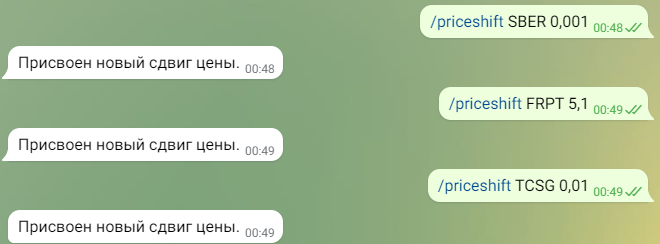 /priceshift SBER 0,001 00:48
Присвоен новый сдвиг цены. 00:48
/priceshift FRPT 5,1 00:49
Присвоен новый сдвиг цены. 00:49
/priceshift TCSG 0,01 00:49
Присвоен новый сдвиг цены. 00:49